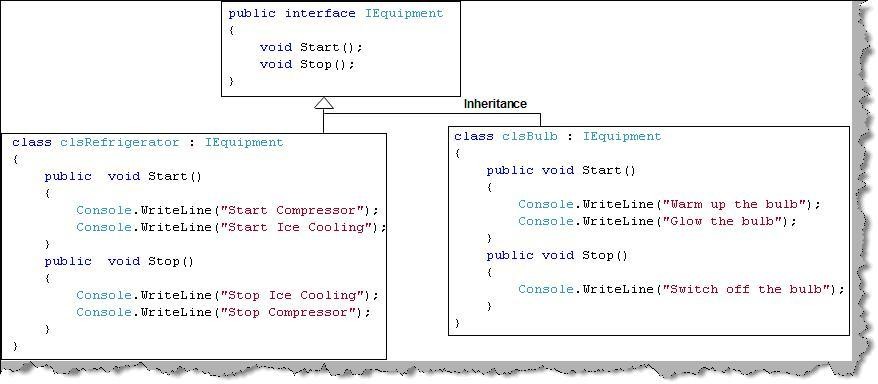 public interface IEquipment
{
void Start();
void Stop();
}
Inheritance
class clsRefrigerator : IEquipment
{
public  void Start()
{
Console.WriteLine("Start Compressor");
Console.WriteLine("Start Ice Cooling");
}
public  void Stop()
{
Console.WriteLine("Stop Ice Cooling");
Console.WriteLine("Stop Compressor");
}
}
class clsBulb : IEquipment
{
public void Start()
{
Console.WriteLine("Warm up the bulb");
Console.WriteLine("Glow the bulb");
}
public void Stop()
{
Console.WriteLine("Switch off the bulb");
}
}